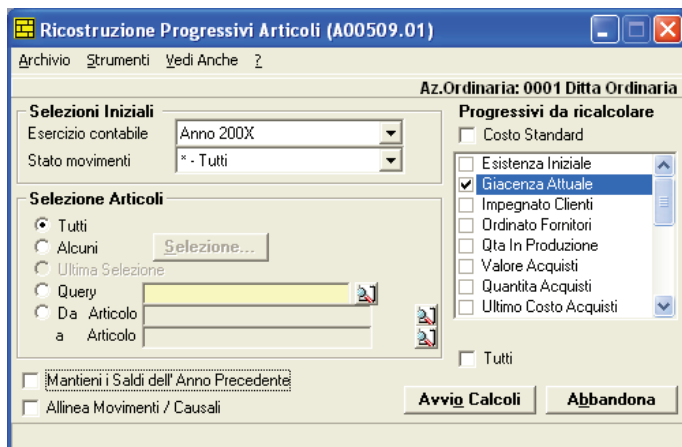 Ricostruzione Progressivi Articoli (A00509.01)
Archivio Strumenti Vedi Anche ?
Az.Ordinaria: 0001 Ditta Ordinaria
Selezioni Iniziali
Esercizio contabile Anno 200X
Stato movimenti * - Tutti
Selezione Articoli
Tutti
Alcuni Selezione...
Ultima Selezione
Query
Da Articolo
a Articolo
Mantieni i Saldi dell'Anno Precedente
Allinea Movimenti / Causali
Progressivi da ricalcolare
Costo Standard
Esistenza Iniziale
Giacenza Attuale
Impegnato Clienti
Ordinato Fornitori
Qta In Produzione
Valore Acquisti
Quantita Acquisti
Ultimo Costo Acquisti
Tutti
Avvio Calcoli Abbandona